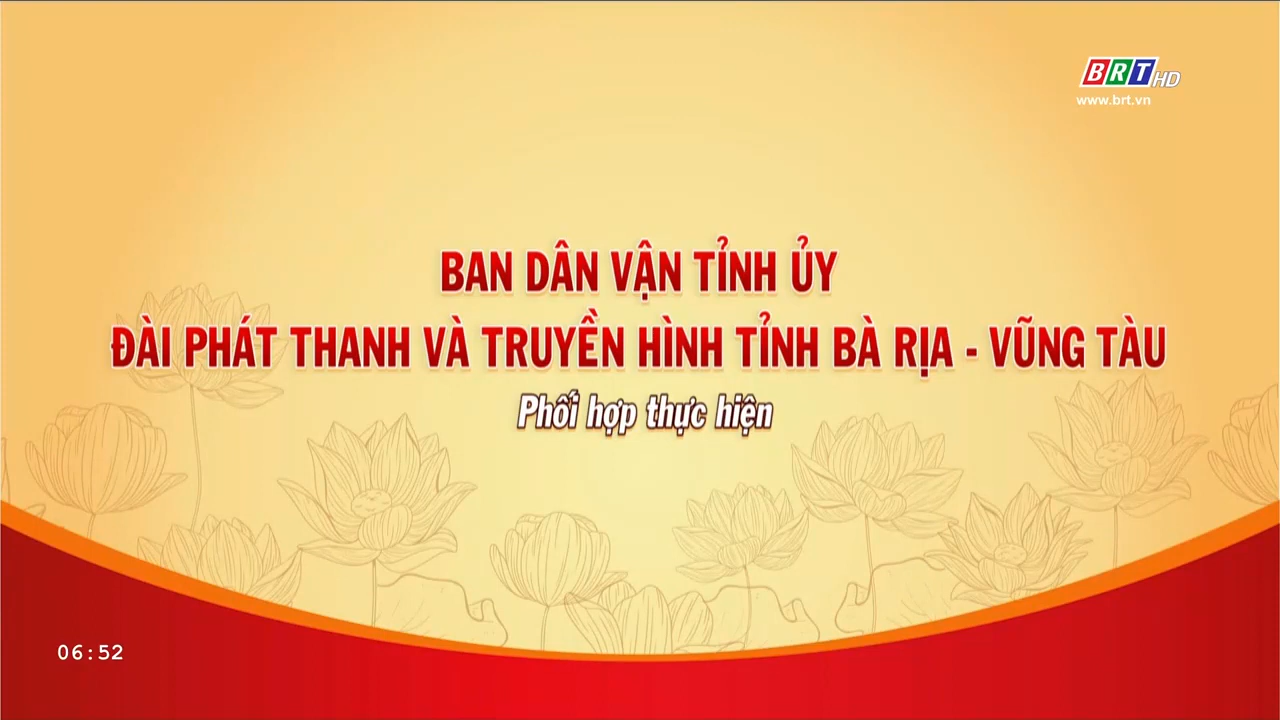 BRT HD
www.brt.vn
BAN DÂN VẬN TỈNH ỦY
ĐÀI PHÁT THANH VÀ TRUYỀN HÌNH TỈNH BÀ RỊA - VŨNG TÀU
Phối hợp thực hiện
06:52